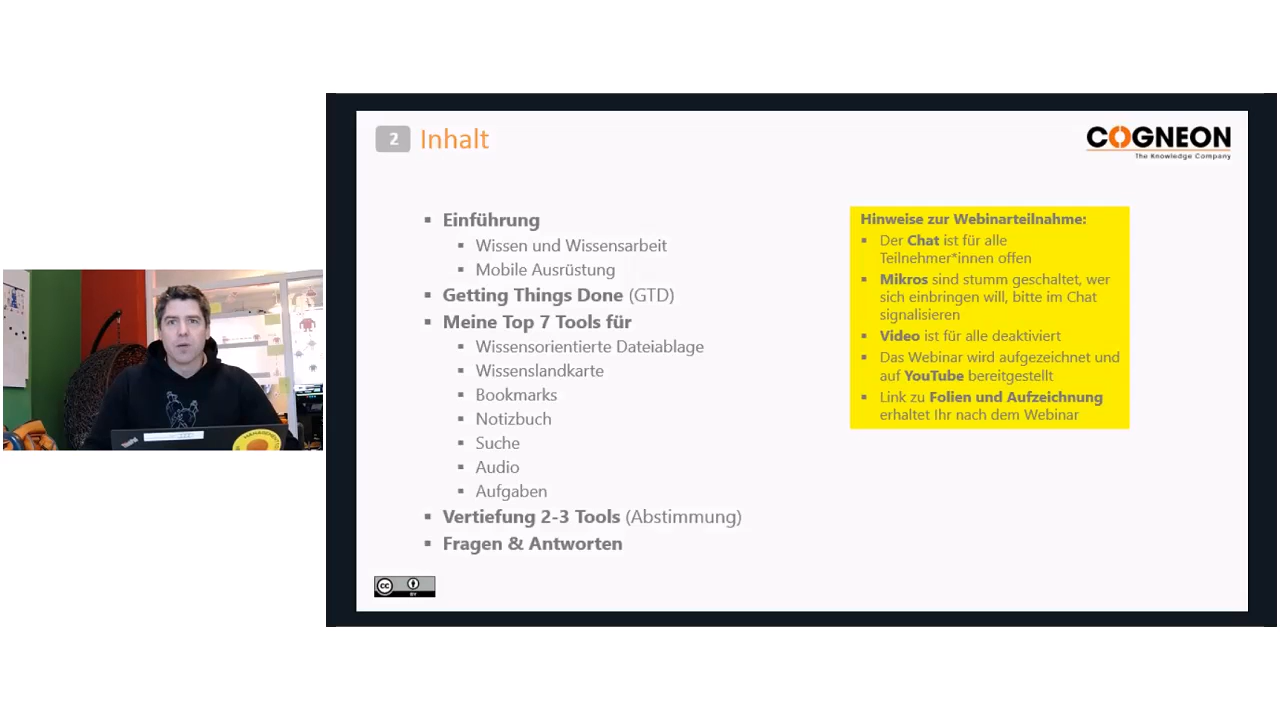 2 Inhalt
COGNEON
The Knowledge Company
▪ Einführung
▪ Wissen und Wissensarbeit
▪ Mobile Ausrüstung
▪ Getting Things Done (GTD)
▪ Meine Top 7 Tools für
▪ Wissensorientierte Dateiablage
▪ Wissenslandkarte
▪ Bookmarks
▪ Notizbuch
▪ Suche
▪ Audio
▪ Aufgaben
▪ Vertiefung 2-3 Tools (Abstimmung)
▪ Fragen & Antworten
Hinweise zur Webinarteilnahme:
▪ Der Chat ist für alle
Teilnehmer*innen offen
▪ Mikros sind stumm geschaltet, wer
sich einbringen will, bitte im Chat
signalisieren
▪ Video ist für alle deaktiviert
▪ Das Webinar wird aufgezeichnet und
auf YouTube bereitgestellt
▪ Link zu Folien und Aufzeichnung
erhaltet Ihr nach dem Webinar
cc
BY